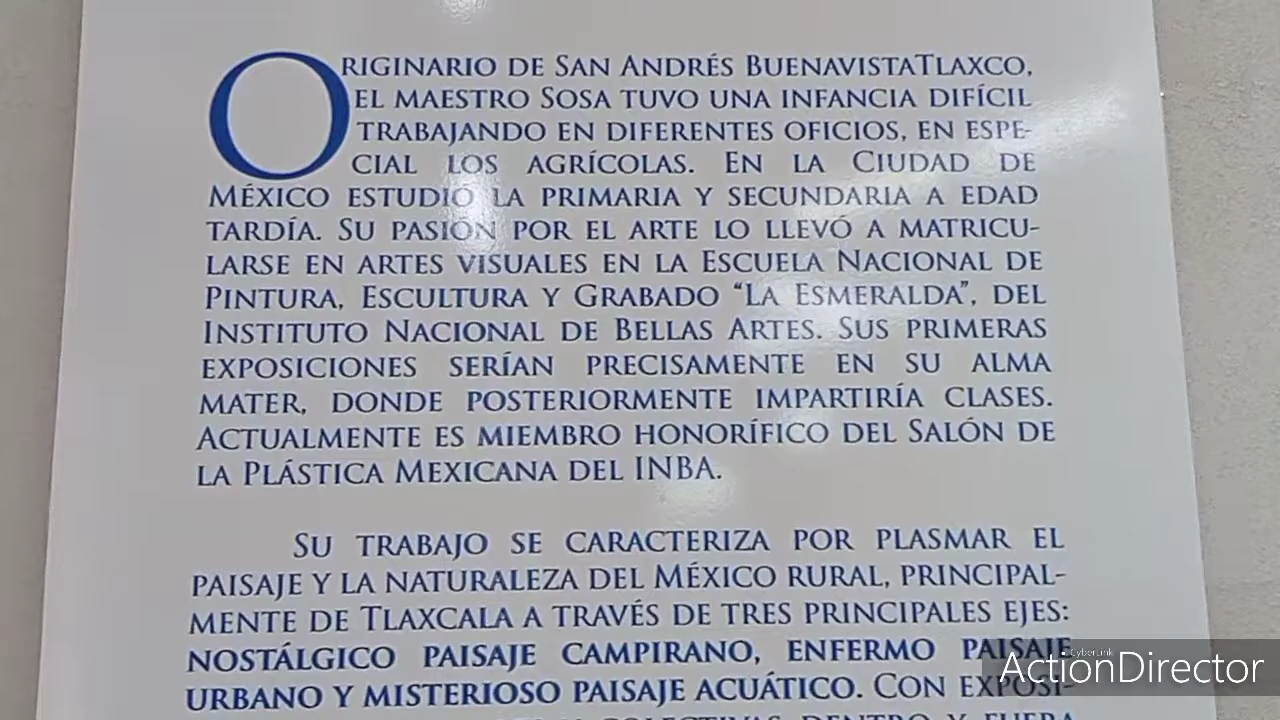 ORIGINARIO DE SAN ANDRÉS BUENAVISTATLAXCO,
EL MAESTRO SOSA TUVO UNA INFANCIA DIFÍCIL
TRABAJANDO EN DIFERENTES OFICIOS, EN ESPE-
CIAL LOS AGRÍCOLAS. EN LA CIUDAD DE
MÉXICO ESTUDIÓ LA PRIMARIA Y SECUNDARIA A EDAD
TARDÍA. SU PASIÓN POR EL ARTE LO LLEVÓ A MATRICU-
LARSE EN ARTES VISUALES EN LA ESCUELA NACIONAL DE
PINTURA, ESCULTURA Y GRABADO “LA ESMERALDA”, DEL
INSTITUTO NACIONAL DE BELLAS ARTES. SUS PRIMERAS
EXPOSICIONES SERÍAN PRECISAMENTE EN SU ALMA
MATER, DONDE POSTERIORMENTE IMPARTIRÍA CLASES.
ACTUALMENTE ES MIEMBRO HONORÍFICO DEL SALÓN DE
LA PLÁSTICA MEXICANA DEL INBA.
SU TRABAJO SE CARACTERIZA POR PLASMAR EL
PAISAJE Y LA NATURALEZA DEL MÉXICO RURAL, PRINCIPAL-
MENTE DE TLAXCALA A TRAVÉS DE TRES PRINCIPALES EJES:
NOSTÁLGICO PAISAJE CAMPIRANO, ENFERMO PAISAJE
URBANO Y MISTERIOSO PAISAJE ACUÁTICO. CON EXPOSI-
COLECTIVAS DENTRO Y FUERA
CyberLink
ActionDirector